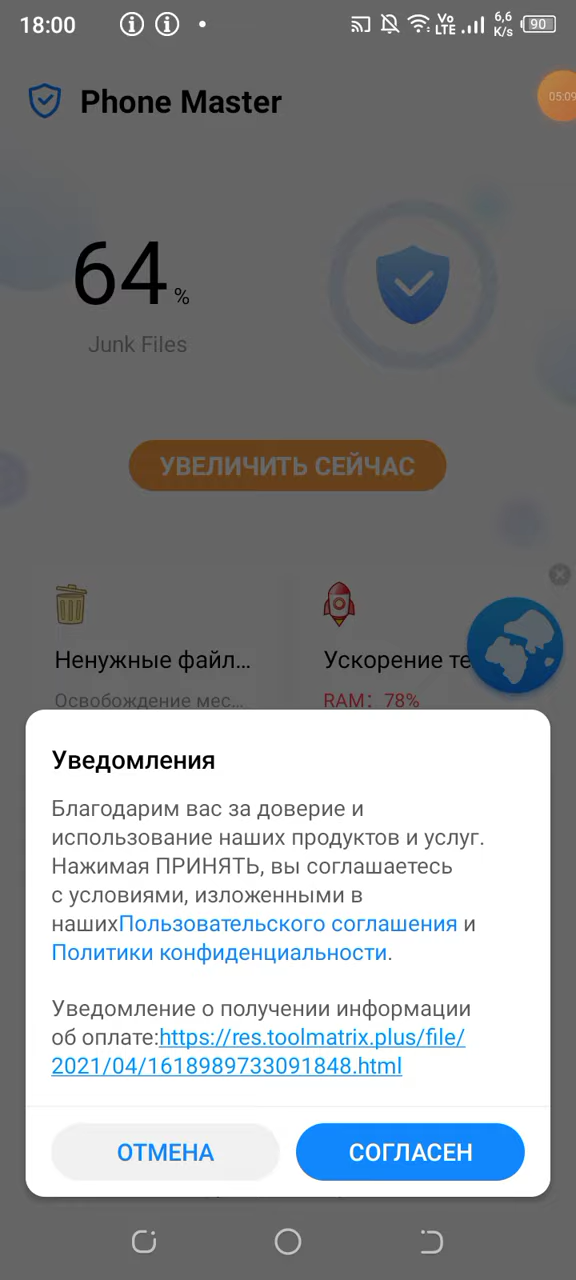 18:00
Vo
LTE
6,6
K/s
90
Phone Master
05:09
64
%
Junk Files
УВЕЛИЧИТЬ СЕЙЧАС
Ненужные файл…
Ускорение те
Освобождение мес…
RAM: 78%
Уведомления
Благодарим вас за доверие и
использование наших продуктов и услуг.
Нажимая ПРИНЯТЬ, вы соглашаетесь
с условиями, изложенными в
нашихПользовательского соглашения и
Политики конфиденциальности.
Уведомление о получении информации
об оплате:https://res.toolmatrix.plus/file/
2021/04/1618989733091848.html
ОТМЕНА
СОГЛАСЕН